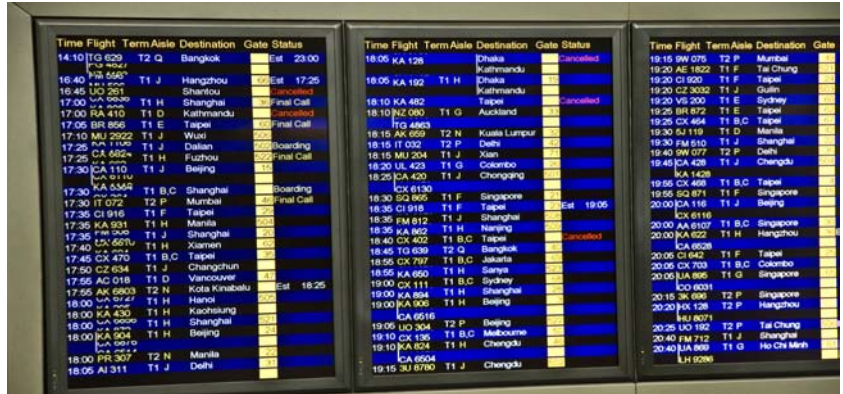 Time Flight Term Aisle Destination Gate Status
14:10 TG 629 T2 Q Bangkok Est 23:00
16:40 T1 J Hangzhou Est 17:25
16:45 UO 261 Shantou Cancelled
17:00 T1 H Shanghai Final Call
17:00 RA 410 T1 D Kathmandu Cancelled
17:05 BR 856 T1 E Taipei Final Call
17:10 MU 2922 T1 J Wuxi
17:25 T1 J Dalian Boarding
17:25 T1 H Fuzhou Final Call
17:30 CA 110 T1 J Beijing
17:30 T1 B,C Shanghai Boarding
17:30 IT 072 T2 P Mumbai Final Call
17:35 CI 916 T1 F Taipei
17:35 KA 931 T1 H Manila
17:35 T1 J Shanghai
17:40 T1 H Xiamen
17:45 CX 470 T1 B,C Taipei
17:50 CZ 634 T1 J Changchun
17:55 AC 018 T1 D Vancouver
17:55 AK 6803 T2 N Kota Kinabalu Est 18:25
18:00 T1 H Hanoi
18:00 KA 430 T1 H Kaohsiung
18:00 T1 H Shanghai
18:00 KA 904 T1 H Beijing
18:00 PR 307 T2 N Manila
18:05 AI 311 T1 J Delhi
Time Flight Term Aisle Destination Gate Status
18:05 KA 128 Dhaka Cancelled
Kathmandu
18:05 KA 192 T1 H Dhaka
Kathmandu
18:10 KA 482 Taipei Cancelled
18:10 NZ 080 T1 G Auckland
TG 4863
18:15 AK 659 T2 N Kuala Lumpur
18:15 IT 032 T2 P Delhi
18:15 MU 204 T1 J Xian
18:20 UL 423 T1 G Colombo
18:25 CA 420 T1 J Chongqing
CX 6130
18:30 SQ 865 T1 F Singapore
18:35 CI 918 T1 F Taipei Est 19:05
18:35 FM 812 T1 J Shanghai
18:35 KA 862 T1 H Nanjing
18:40 CX 402 T1 B,C Taipei Cancelled
18:45 TG 639 T2 Q Bangkok
18:55 CX 797 T1 B,C Jakarta
18:55 KA 650 T1 H Sanya
19:00 CX 111 T1 B,C Sydney
19:00 KA 894 T1 H Shanghai
19:00 KA 906 T1 H Beijing
CA 6516
19:05 UO 304 T2 P Beijing
19:10 CX 135 T1 B,C Melbourne
19:10 KA 824 T1 H Chengdu
CA 6504
19:15 3U 8780 T1 J Chengdu
Time Flight Term Aisle Destination Gate
19:15 9W 075 T2 P Mumbai
19:20 AE 1822 T1 F Tai Chung
19:20 CI 920 T1 F Taipei
19:20 CZ 3032 T1 J Guilin
19:20 VS 200 T1 E Sydney
19:25 BR 872 T1 E Taipei
19:25 CX 464 T1 B,C Taipei
19:30 5J 119 T1 D Manila
19:30 FM 510 T1 J Shanghai
19:40 9W 077 T2 P Delhi
19:45 CA 428 T1 J Chengdu
KA 1428
19:55 CX 468 T1 B,C Taipei
19:55 SQ 871 T1 F Singapore
20:00 CA 116 T1 J Beijing
CX 6116
20:00 AA 6107 T1 B,C Singapore
20:00 KA 622 T1 H Hangzhou
CA 6528
20:05 CI 642 T1 F Taipei
20:05 CX 703 T1 B,C Colombo
20:05 UA 895 T1 G Singapore
CO 6031
20:15 3K 696 T2 P Singapore
20:20 HX 128 T2 P Hangzhou
HU 8071
20:25 UO 192 T2 P Tai Chung
20:40 FM 712 T1 J Shanghai
20:40 UA 869 T1 G Ho Chi Minh
LH 9286